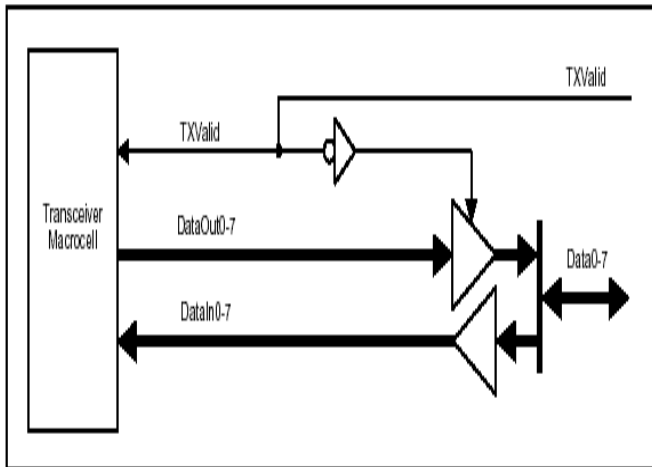 TXValid
TXValid
Transceiver
Macrocell
DataOut0-7
Data0-7
DataIn0-7